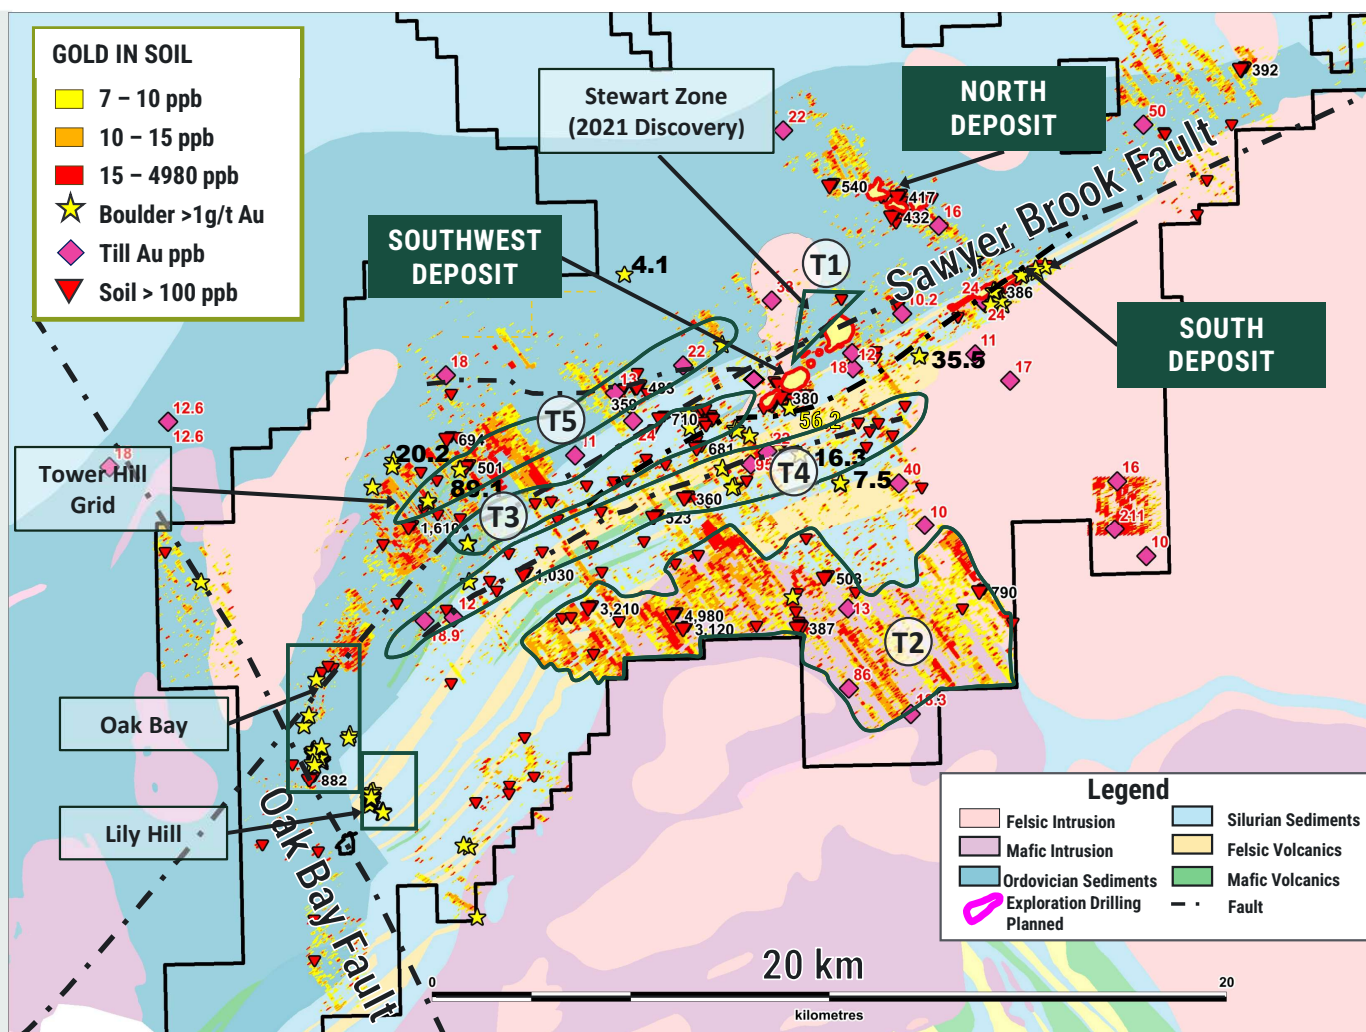 GOLD IN SOIL
7 – 10 ppb
10 – 15 ppb
15 – 4980 ppb
Boulder >1g/t Au
Till Au ppb
Soil > 100 ppb
Stewart Zone
(2021 Discovery)
NORTH
DEPOSIT
SOUTHWEST
DEPOSIT
SOUTH
DEPOSIT
Sawyer Brook Fault
Oak Bay Fault
Tower Hill
Grid
Oak Bay
Lily Hill
T1
T2
T3
T4
T5
392
50
22
540
417
432
16
4.1
10.2
24
386
24
11
17
35.5
12
18
18
22
13
483
359
24
11
710
681
380
56.2
22
95
16.3
7.5
40
10
12.6
12.6
18
694
20.2
501
89.1
1,610
360
523
1,030
12
18.9
3,210
4,980
3,120
503
13
387
790
86
16
211
10
882
20 km
0
20
kilometres
Legend
Felsic Intrusion
Mafic Intrusion
Ordovician Sediments
Exploration Drilling
Planned
Silurian Sediments
Felsic Volcanics
Mafic Volcanics
Fault